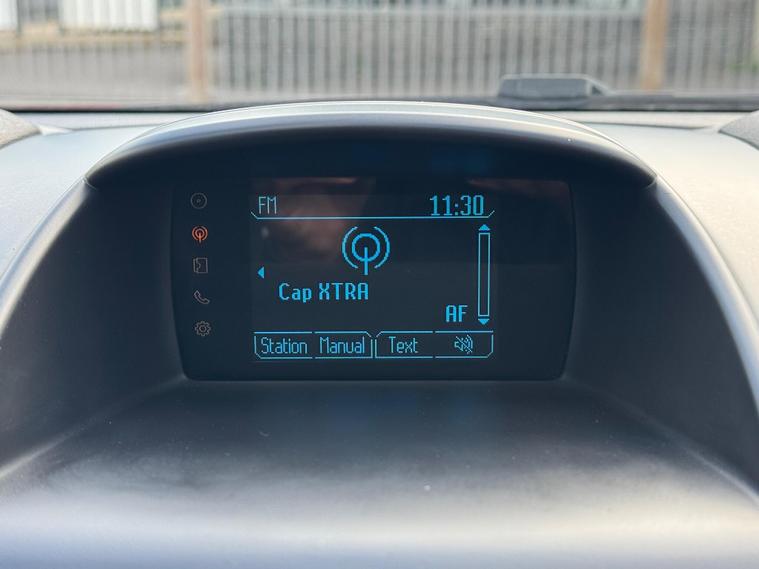 FM 11:30
Cap XTRA
AF
Station Manual Text